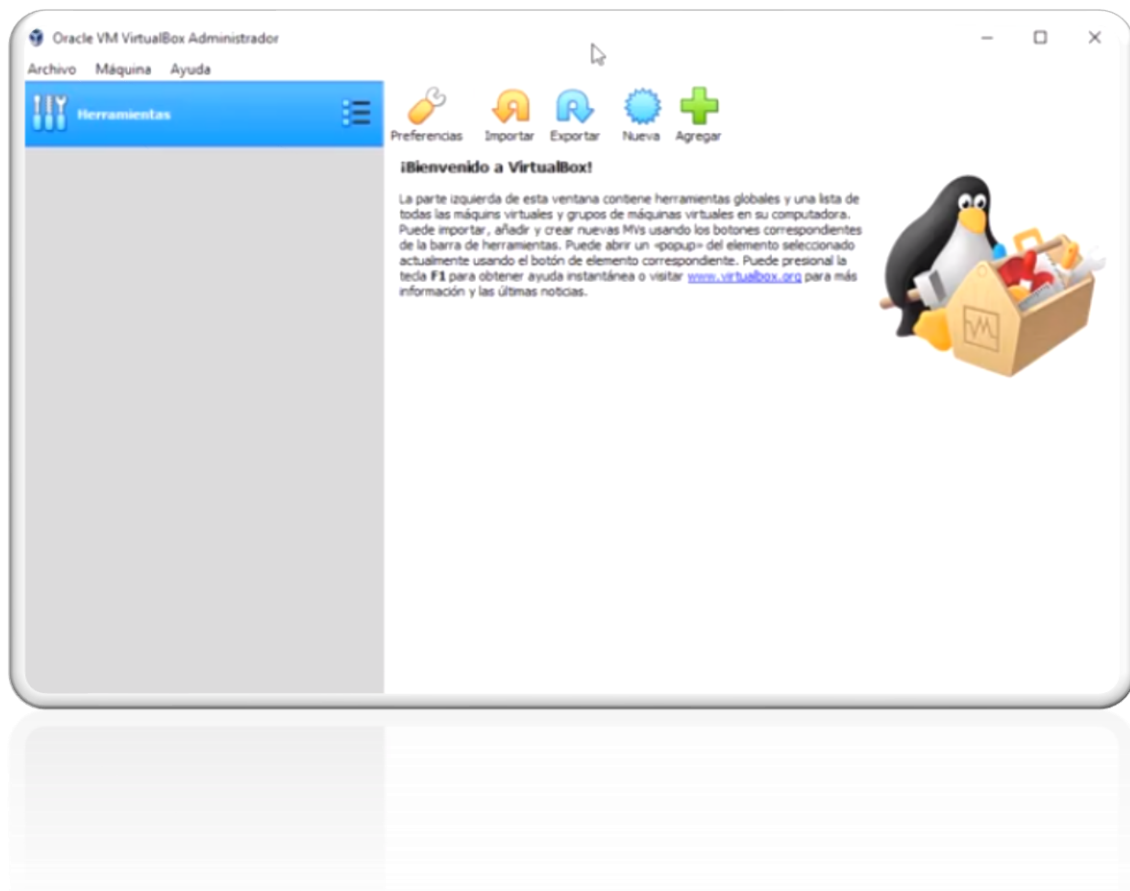 Oracle VM VirtualBox Administrador
Archivo Máquina Ayuda
Herramientas
Preferencias Importar Exportar Nueva Agregar
¡Bienvenido a VirtualBox!
La parte izquierda de esta ventana contiene herramientas globales y una lista de
todas las máquins virtuales y grupos de máquinas virtuales en su computadora.
Puede importar, añadir y crear nuevas MVs usando los botones correspondientes
de la barra de herramientas. Puede abrir un «popup» del elemento seleccionado
actualmente usando el botón de elemento correspondiente. Puede presional la
tecla F1 para obtener ayuda instantánea o visitar www.virtualbox.org para más
información y las últimas noticias.